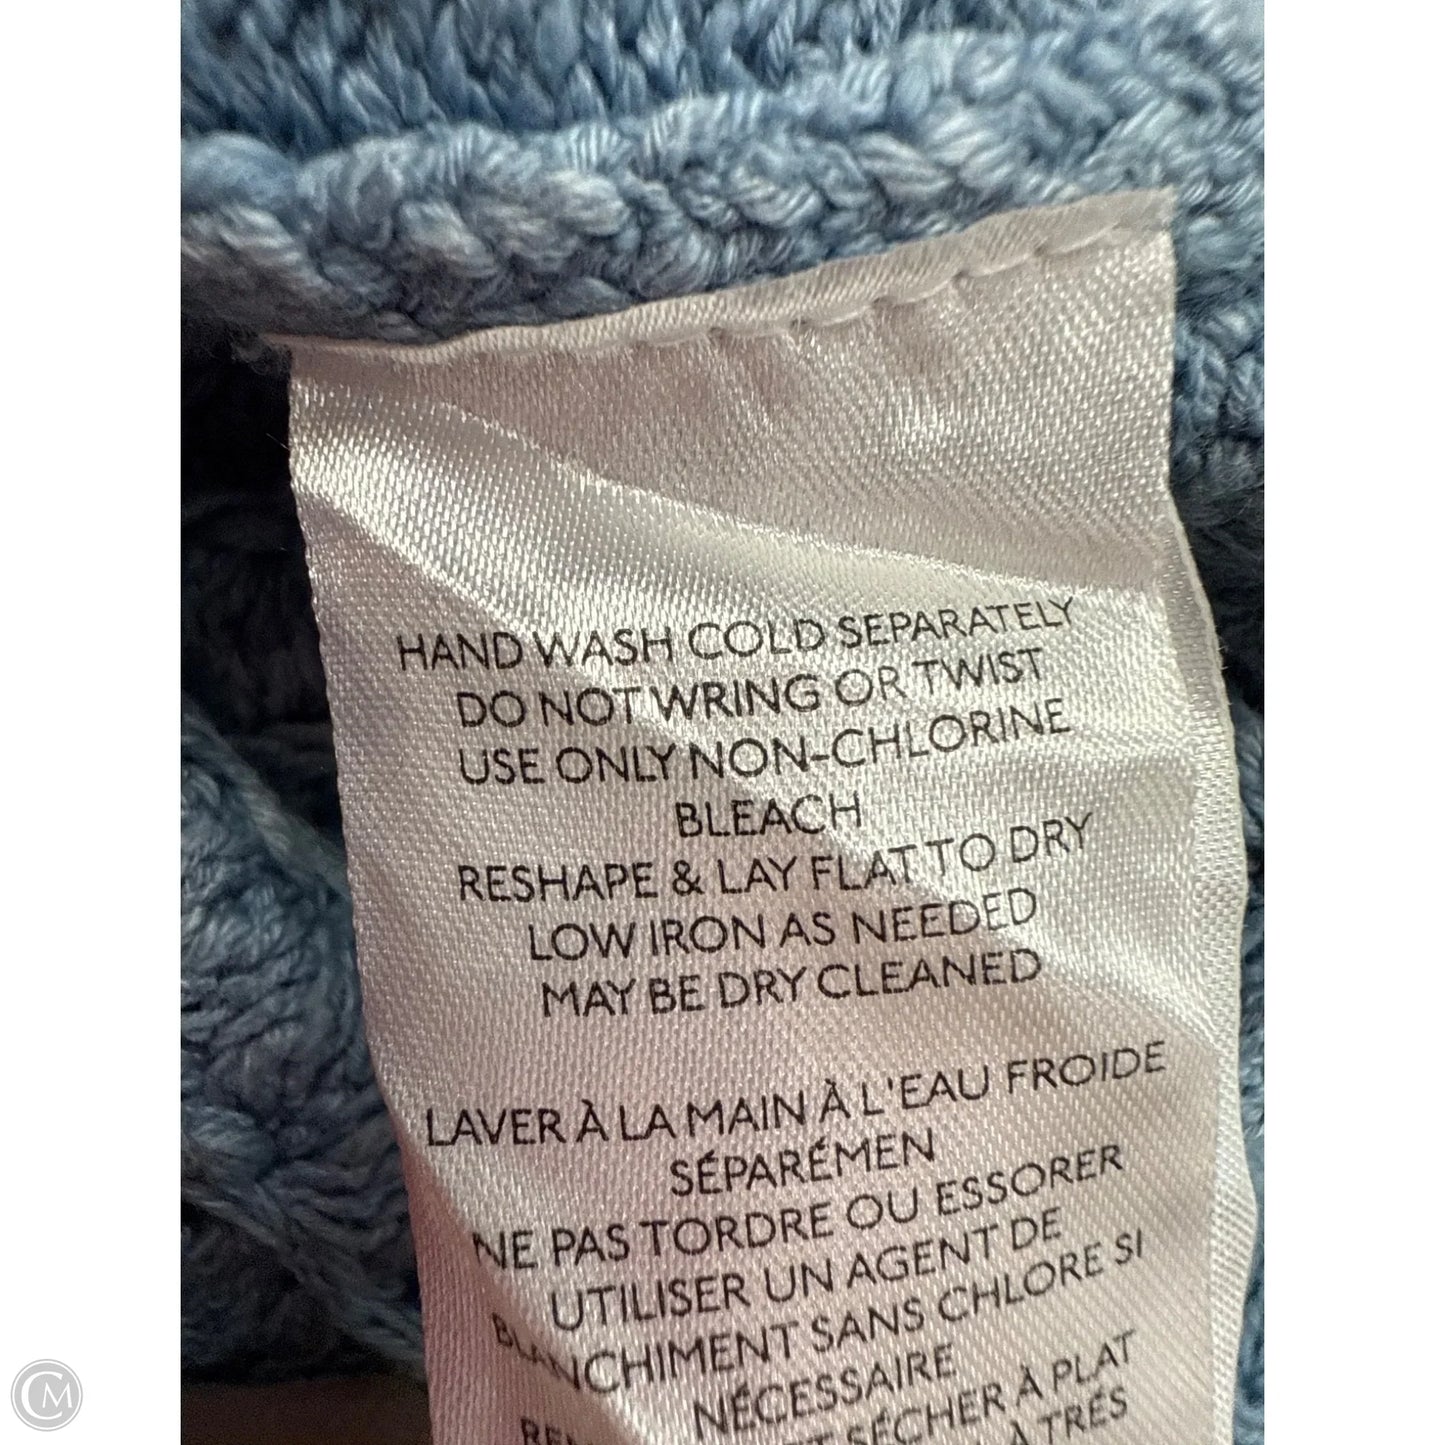 HAND WASH COLD SEPARATELY
DO NOT WRING OR TWIST
USE ONLY NON-CHLORINE
BLEACH
RESHAPE & LAY FLAT TO DRY
LOW IRON AS NEEDED
MAY BE DRY CLEANED
LAVER À LA MAIN À L'EAU FROIDE
SÉPARÉMEN
NE PAS TORDRE OU ESSORER
UTILISER UN AGENT DE
BLANCHIMENT SANS CHLORE SI
NÉCESSAIRE
SÉCHER À PLAT
À TRÉS
CM